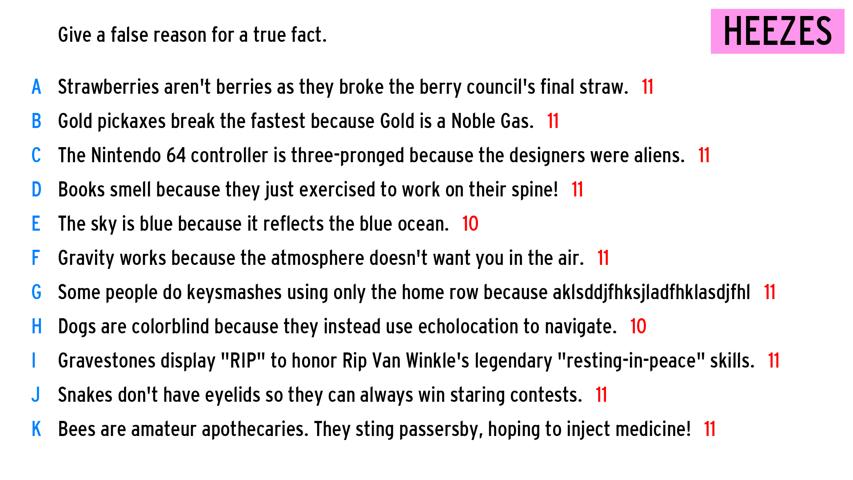 Give a false reason for a true fact.
HEEZES
A Strawberries aren't berries as they broke the berry council's final straw. 11
B Gold pickaxes break the fastest because Gold is a Noble Gas. 11
C The Nintendo 64 controller is three-pronged because the designers were aliens. 11
D Books smell because they just exercised to work on their spine! 11
E The sky is blue because it reflects the blue ocean. 10
F Gravity works because the atmosphere doesn't want you in the air. 11
G Some people do keysmashes using only the home row because aklsddjfhksjladfhklasdjfhl 11
H Dogs are colorblind because they instead use echolocation to navigate. 10
I Gravestones display "RIP" to honor Rip Van Winkle's legendary "resting-in-peace" skills. 11
J Snakes don't have eyelids so they can always win staring contests. 11
K Bees are amateur apothecaries. They sting passersby, hoping to inject medicine! 11